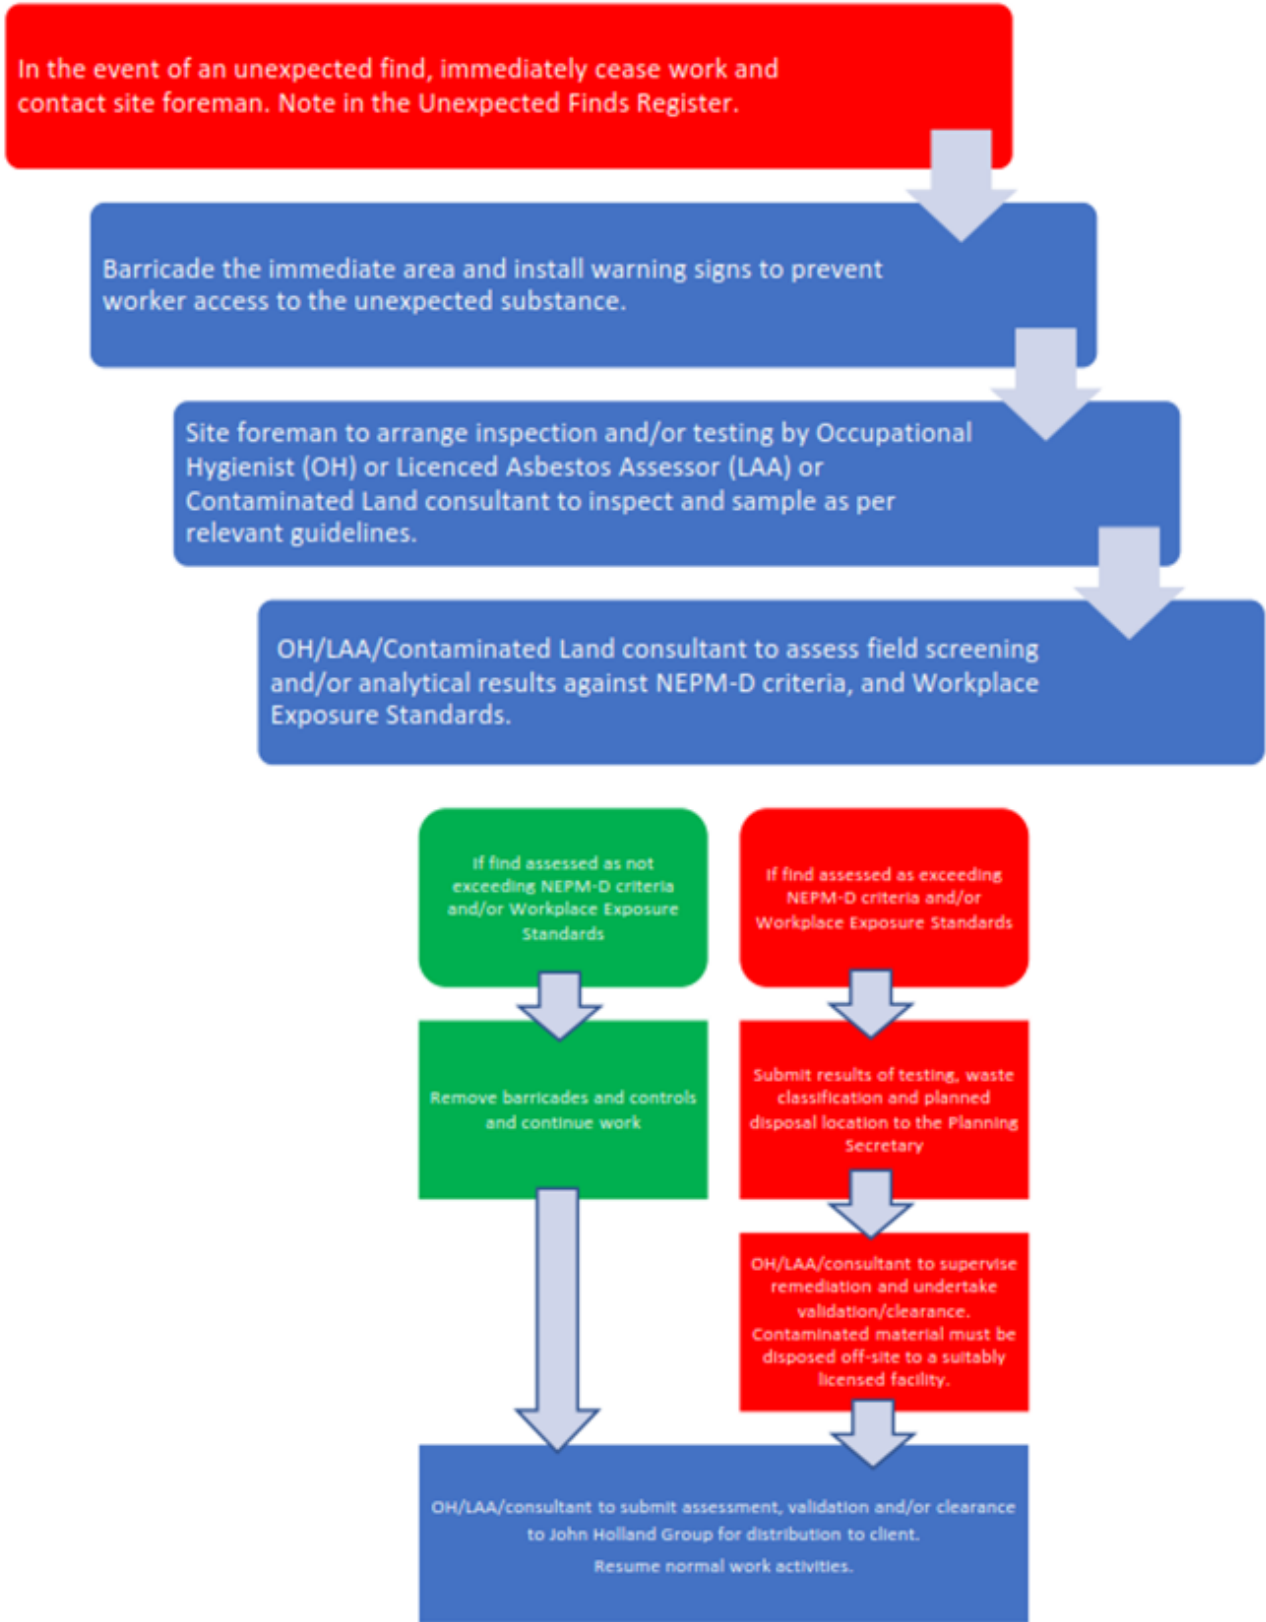 In the event of an unexpected find, immediately cease work and
contact site foreman. Note in the Unexpected Finds Register.
Barricade the immediate area and install warning signs to prevent
worker access to the unexpected substance.
Site foreman to arrange inspection and/or testing by Occupational
Hygienist (OH) or Licenced Asbestos Assessor (LAA) or
Contaminated Land consultant to inspect and sample as per
relevant guidelines.
OH/LAA/Contaminated Land consultant to assess field screening
and/or analytical results against NEPM-D criteria, and Workplace
Exposure Standards.
If find assessed as not
exceeding NEPM-D criteria
and/or Workplace Exposure
Standards
Remove barricades and controls
and continue work
If find assessed as exceeding
NEPM-D criteria and/or
Workplace Exposure Standards
Submit results of testing, waste
classification and planned
disposal location to the Planning
Secretary
OH/LAA/consultant to supervise
remediation and undertake
validation/clearance.
Contaminated material must be
disposed off-site to a suitably
licensed facility.
OH/LAA/consultant to submit assessment, validation and/or clearance
to John Holland Group for distribution to client.
Resume normal work activities.